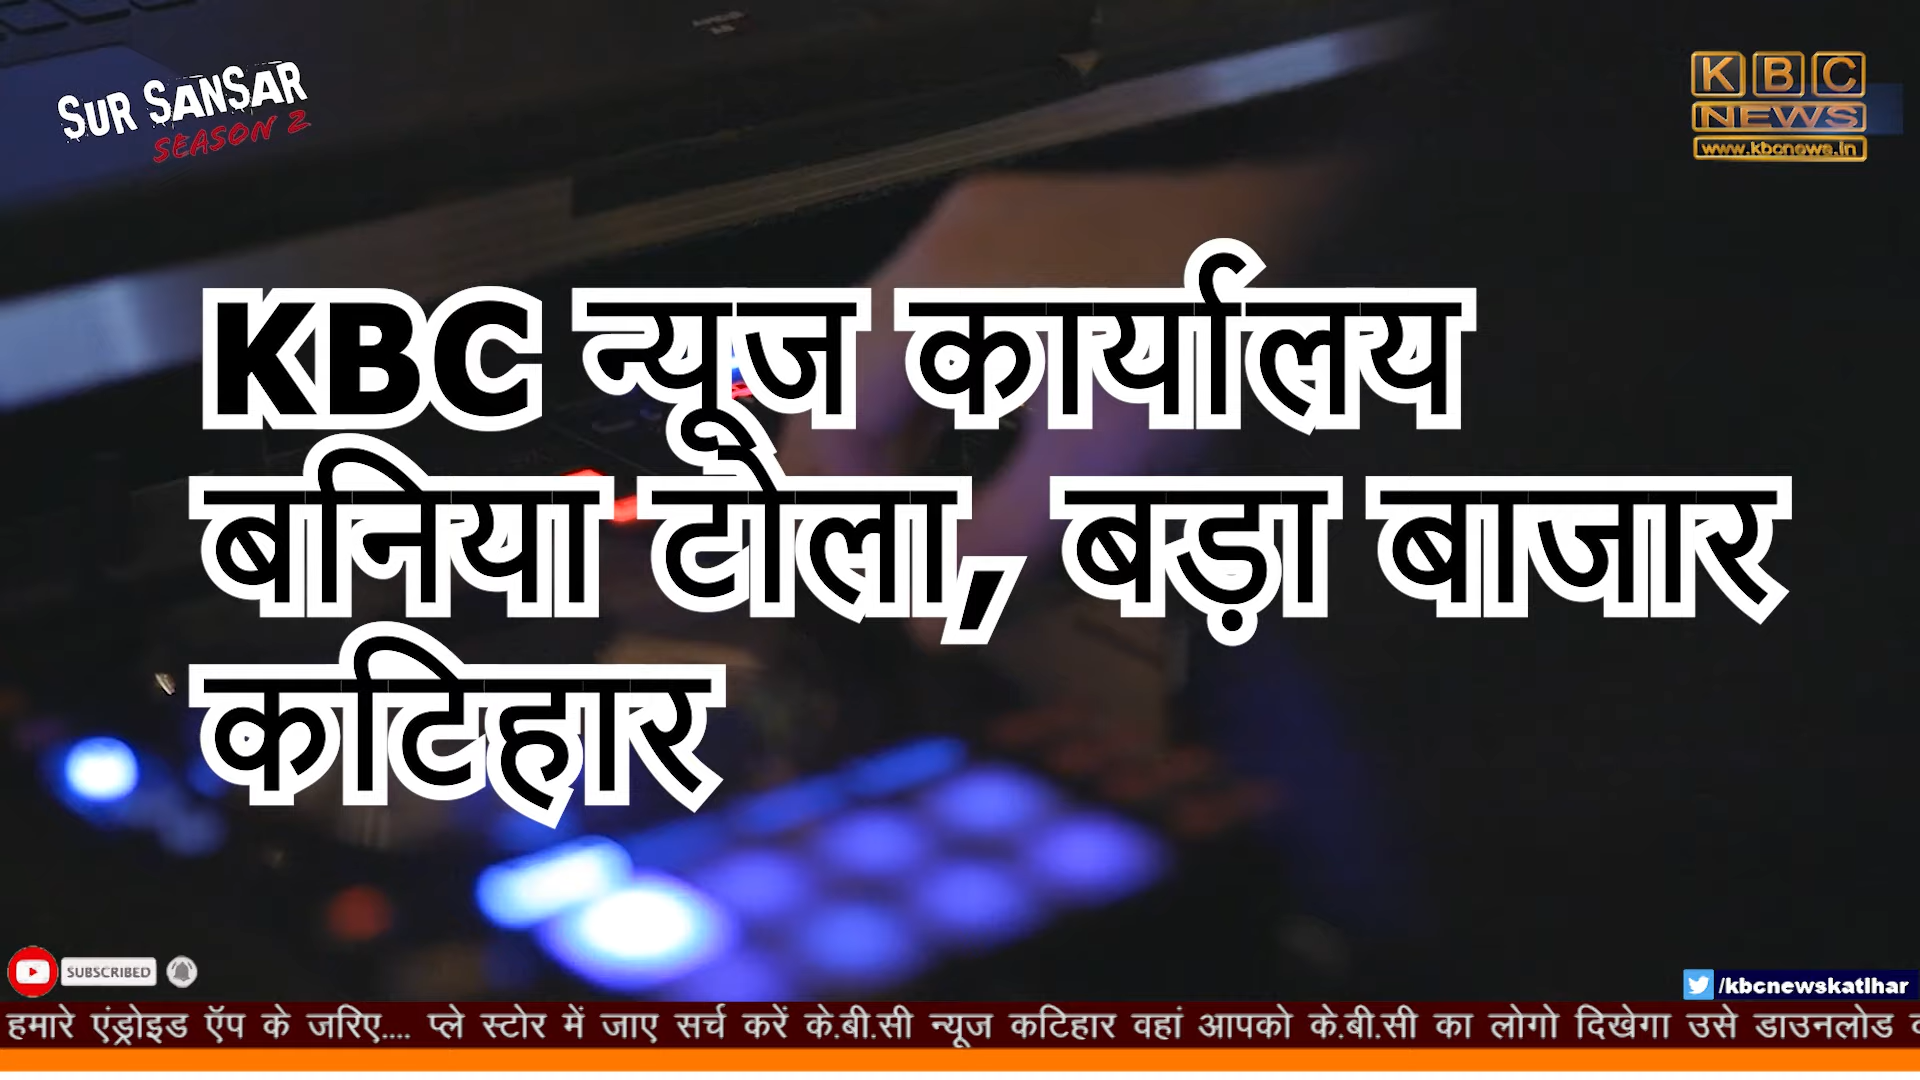 SUR SANSAR
SEASON 2
KBC
NEWS
www.kbcnews.in
KBC न्यूज कार्यालय
बनिया टोला, बड़ा बाजार
कटिहार
SUBSCRIBED
/kbcnewskatihar
हमारे एंड्रोइड ऍप के जरिए.... प्ले स्टोर में जाए सर्च करें के.बी.सी न्यूज कटिहार वहां आपको के.बी.सी का लोगो दिखेगा उसे डाउनलोड